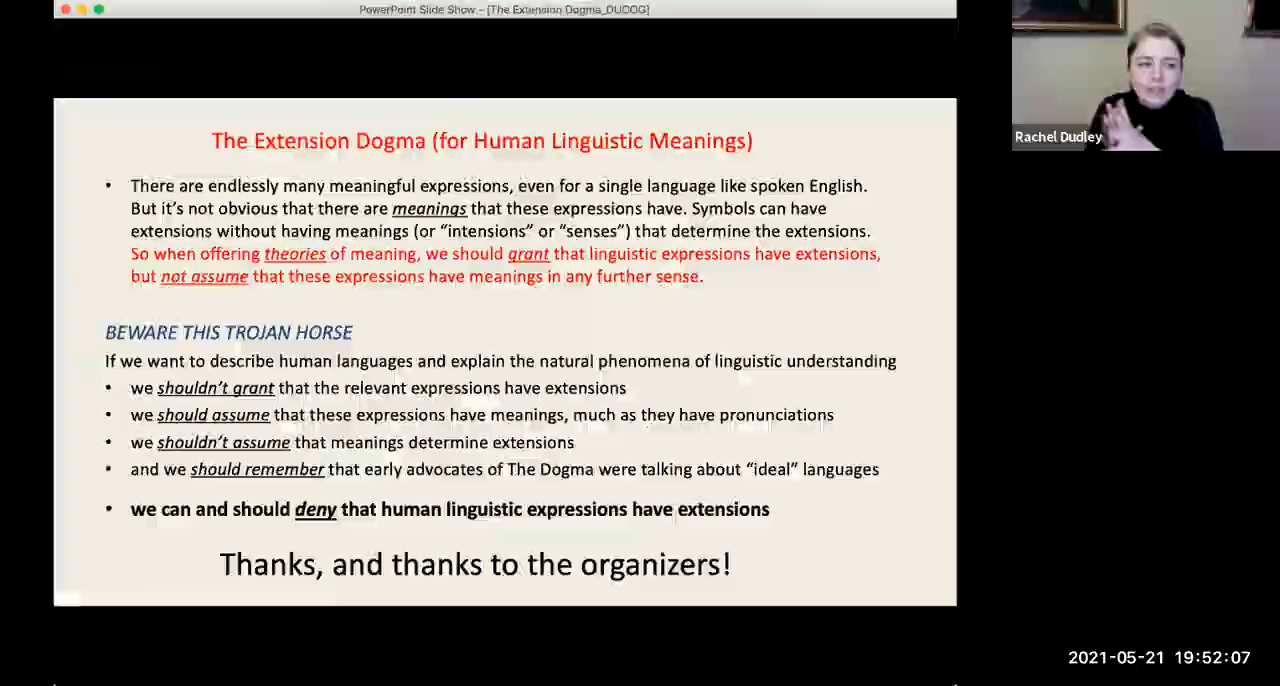 PowerPoint Slide Show - [The Extension Dogma_DUCOG]
The Extension Dogma (for Human Linguistic Meanings)
• There are endlessly many meaningful expressions, even for a single language like spoken English.
But it's not obvious that there are meanings that these expressions have. Symbols can have
extensions without having meanings (or “intensions” or “senses”) that determine the extensions.
So when offering theories of meaning, we should grant that linguistic expressions have extensions,
but not assume that these expressions have meanings in any further sense.
BEWARE THIS TROJAN HORSE
If we want to describe human languages and explain the natural phenomena of linguistic understanding
• we shouldn't grant that the relevant expressions have extensions
• we should assume that these expressions have meanings, much as they have pronunciations
• we shouldn't assume that meanings determine extensions
• and we should remember that early advocates of The Dogma were talking about “ideal” languages
• we can and should deny that human linguistic expressions have extensions
Thanks, and thanks to the organizers!
Rachel Dudley
2021-05-21 19:52:07